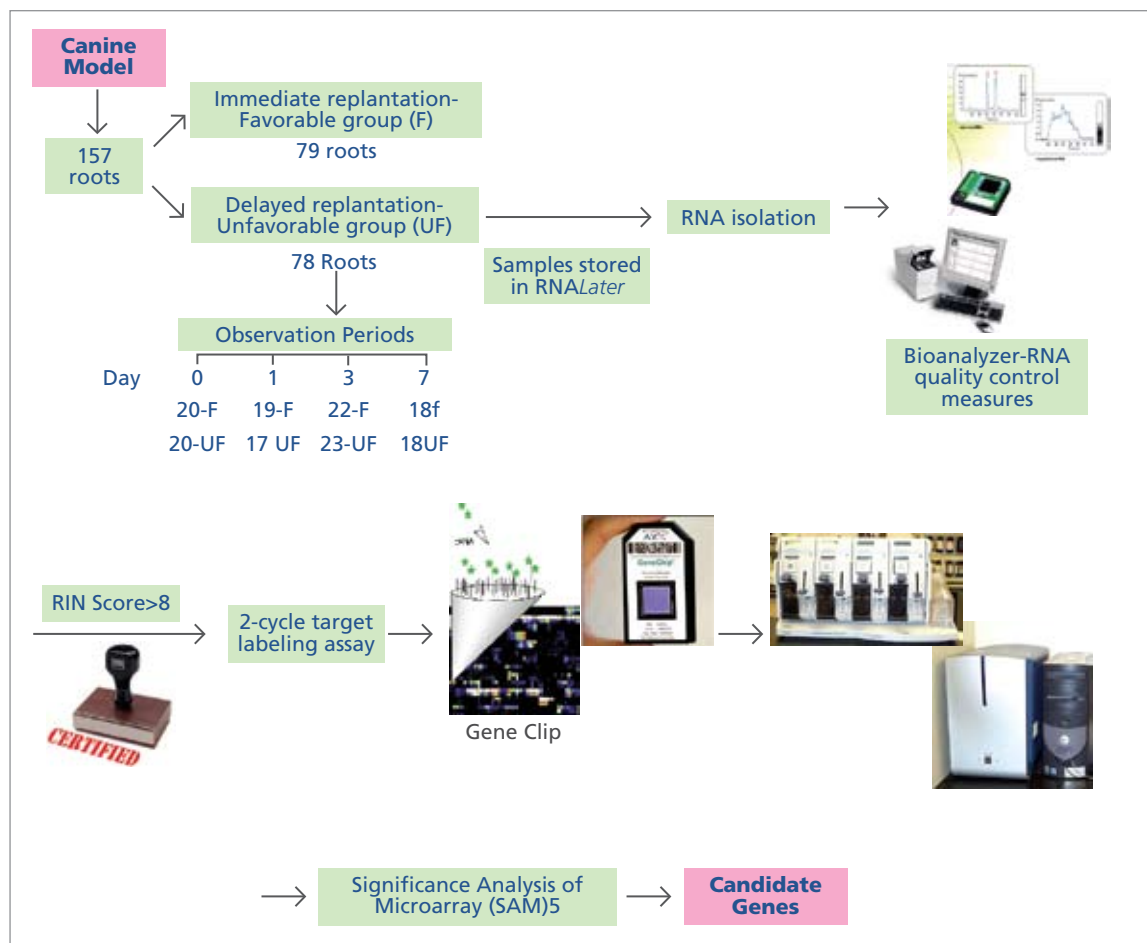 Canine
Model
157
roots
Immediate replantation-
Favorable group (F)
79 roots
Delayed replantation-
Unfavorable group (UF)
78 Roots
Samples stored
in RNALater
RNA isolation
Bioanalyzer-RNA
quality control
measures
Observation Periods
Day 0 1 3 7
20-F 19-F 22-F 18f
20-UF 17 UF 23-UF 18UF
RIN Score>8
CERTIFIED
2-cycle target
labeling assay
Gene Clip
GeneChip
Significance Analysis of
Microarray (SAM)5
Candidate
Genes